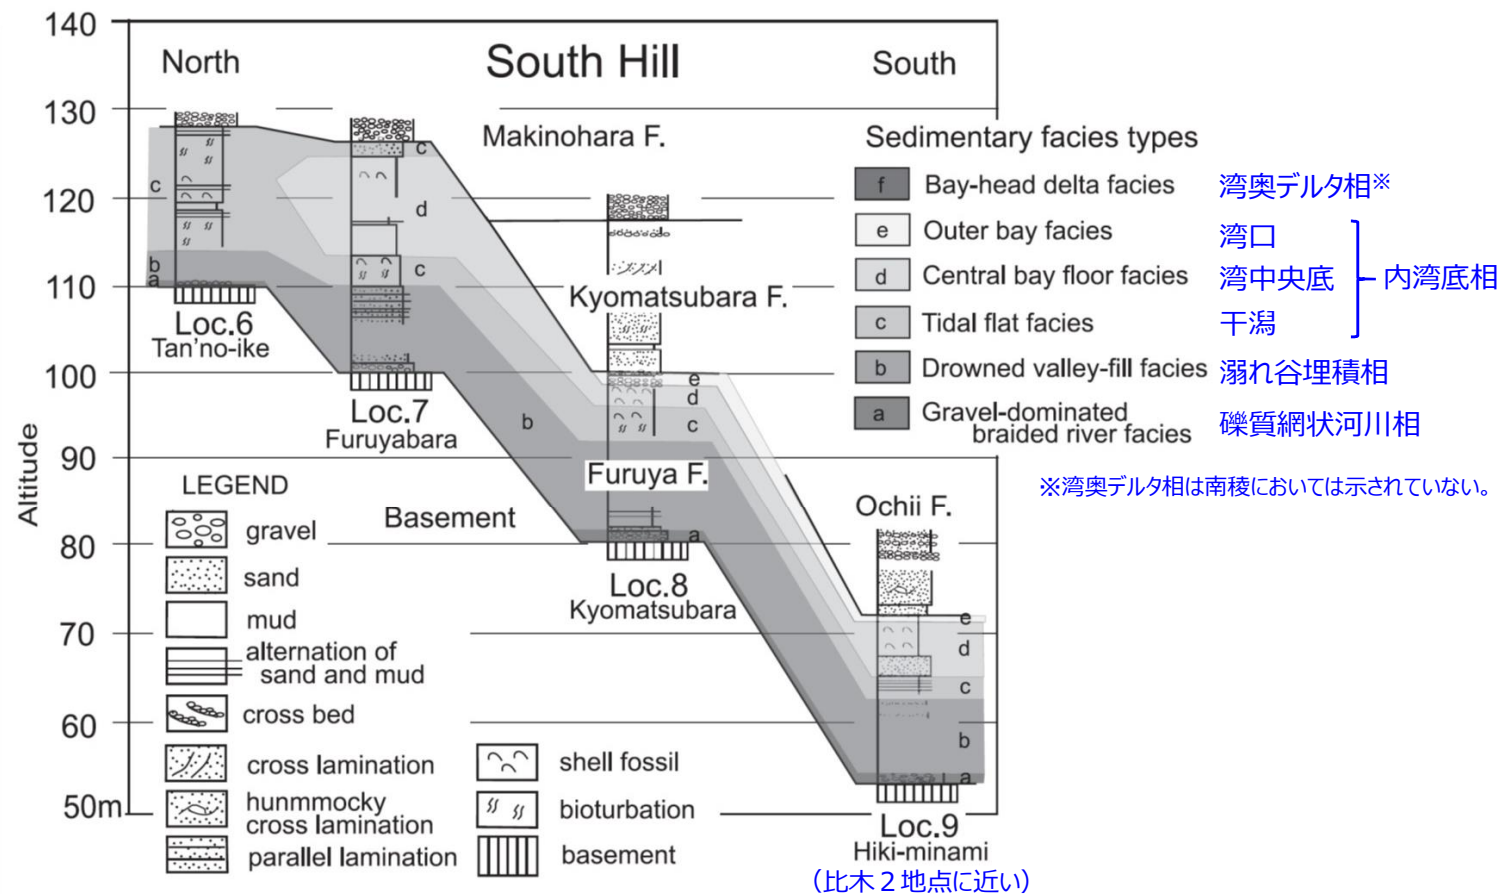 140
North
South Hill
South
130
Makinohara F.
Sedimentary facies types
f Bay-head delta facies 湾奥デルタ相※
e Outer bay facies 湾口
d Central bay floor facies 湾中央底
内湾底相
c Tidal flat facies 干潟
b Drowned valley-fill facies 溺れ谷埋積相
a Gravel-dominated
braided river facies 礫質網状河川相
※湾奥デルタ相は南稜においては示されていない。
120
110
100
90
80
70
60
50m
Altitude
c
b
a
Loc.6
Tan'no-ike
c
d
c
Loc.7
Furuyabara
b
Kyomatsubara F.
e
d
c
Furuya F.
a
Loc.8
Kyomatsubara
Basement
Ochii F.
e
d
c
b
a
Loc.9
Hiki-minami
(比木２地点に近い)
LEGEND
gravel
sand
mud
alternation of
sand and mud
cross bed
cross lamination
hunmmocky
cross lamination
parallel lamination
shell fossil
bioturbation
basement